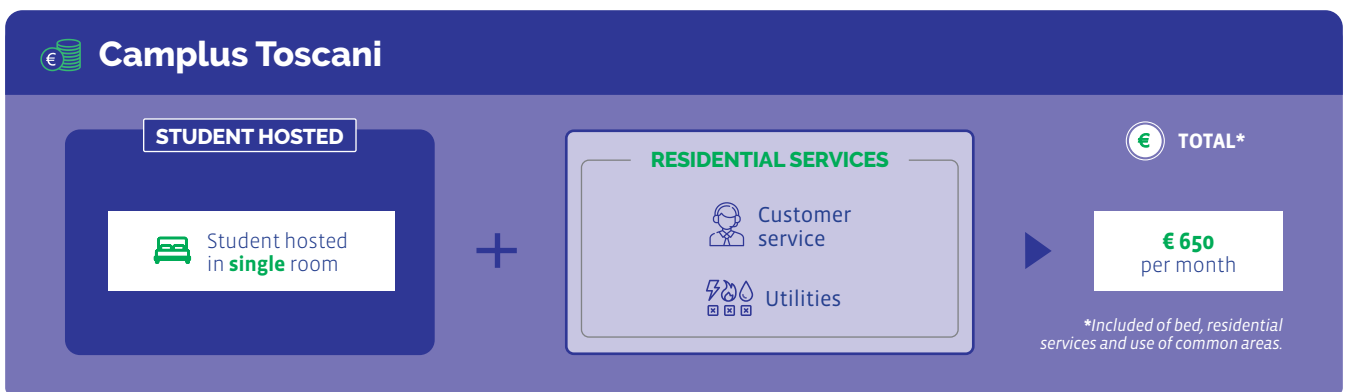 Camplus Toscani
STUDENT HOSTED
Student hosted
in single room
+
RESIDENTIAL SERVICES
Customer
service
Utilities
€ TOTAL*
€ 650
per month
*Included of bed, residential
services and use of common areas.